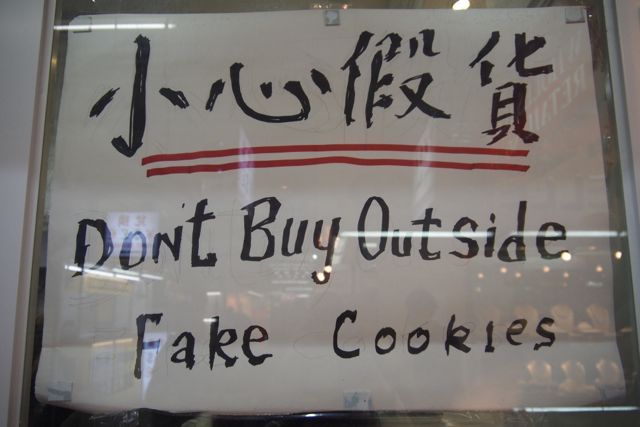 小心假貨
Don't Buy Outside
Fake Cookies